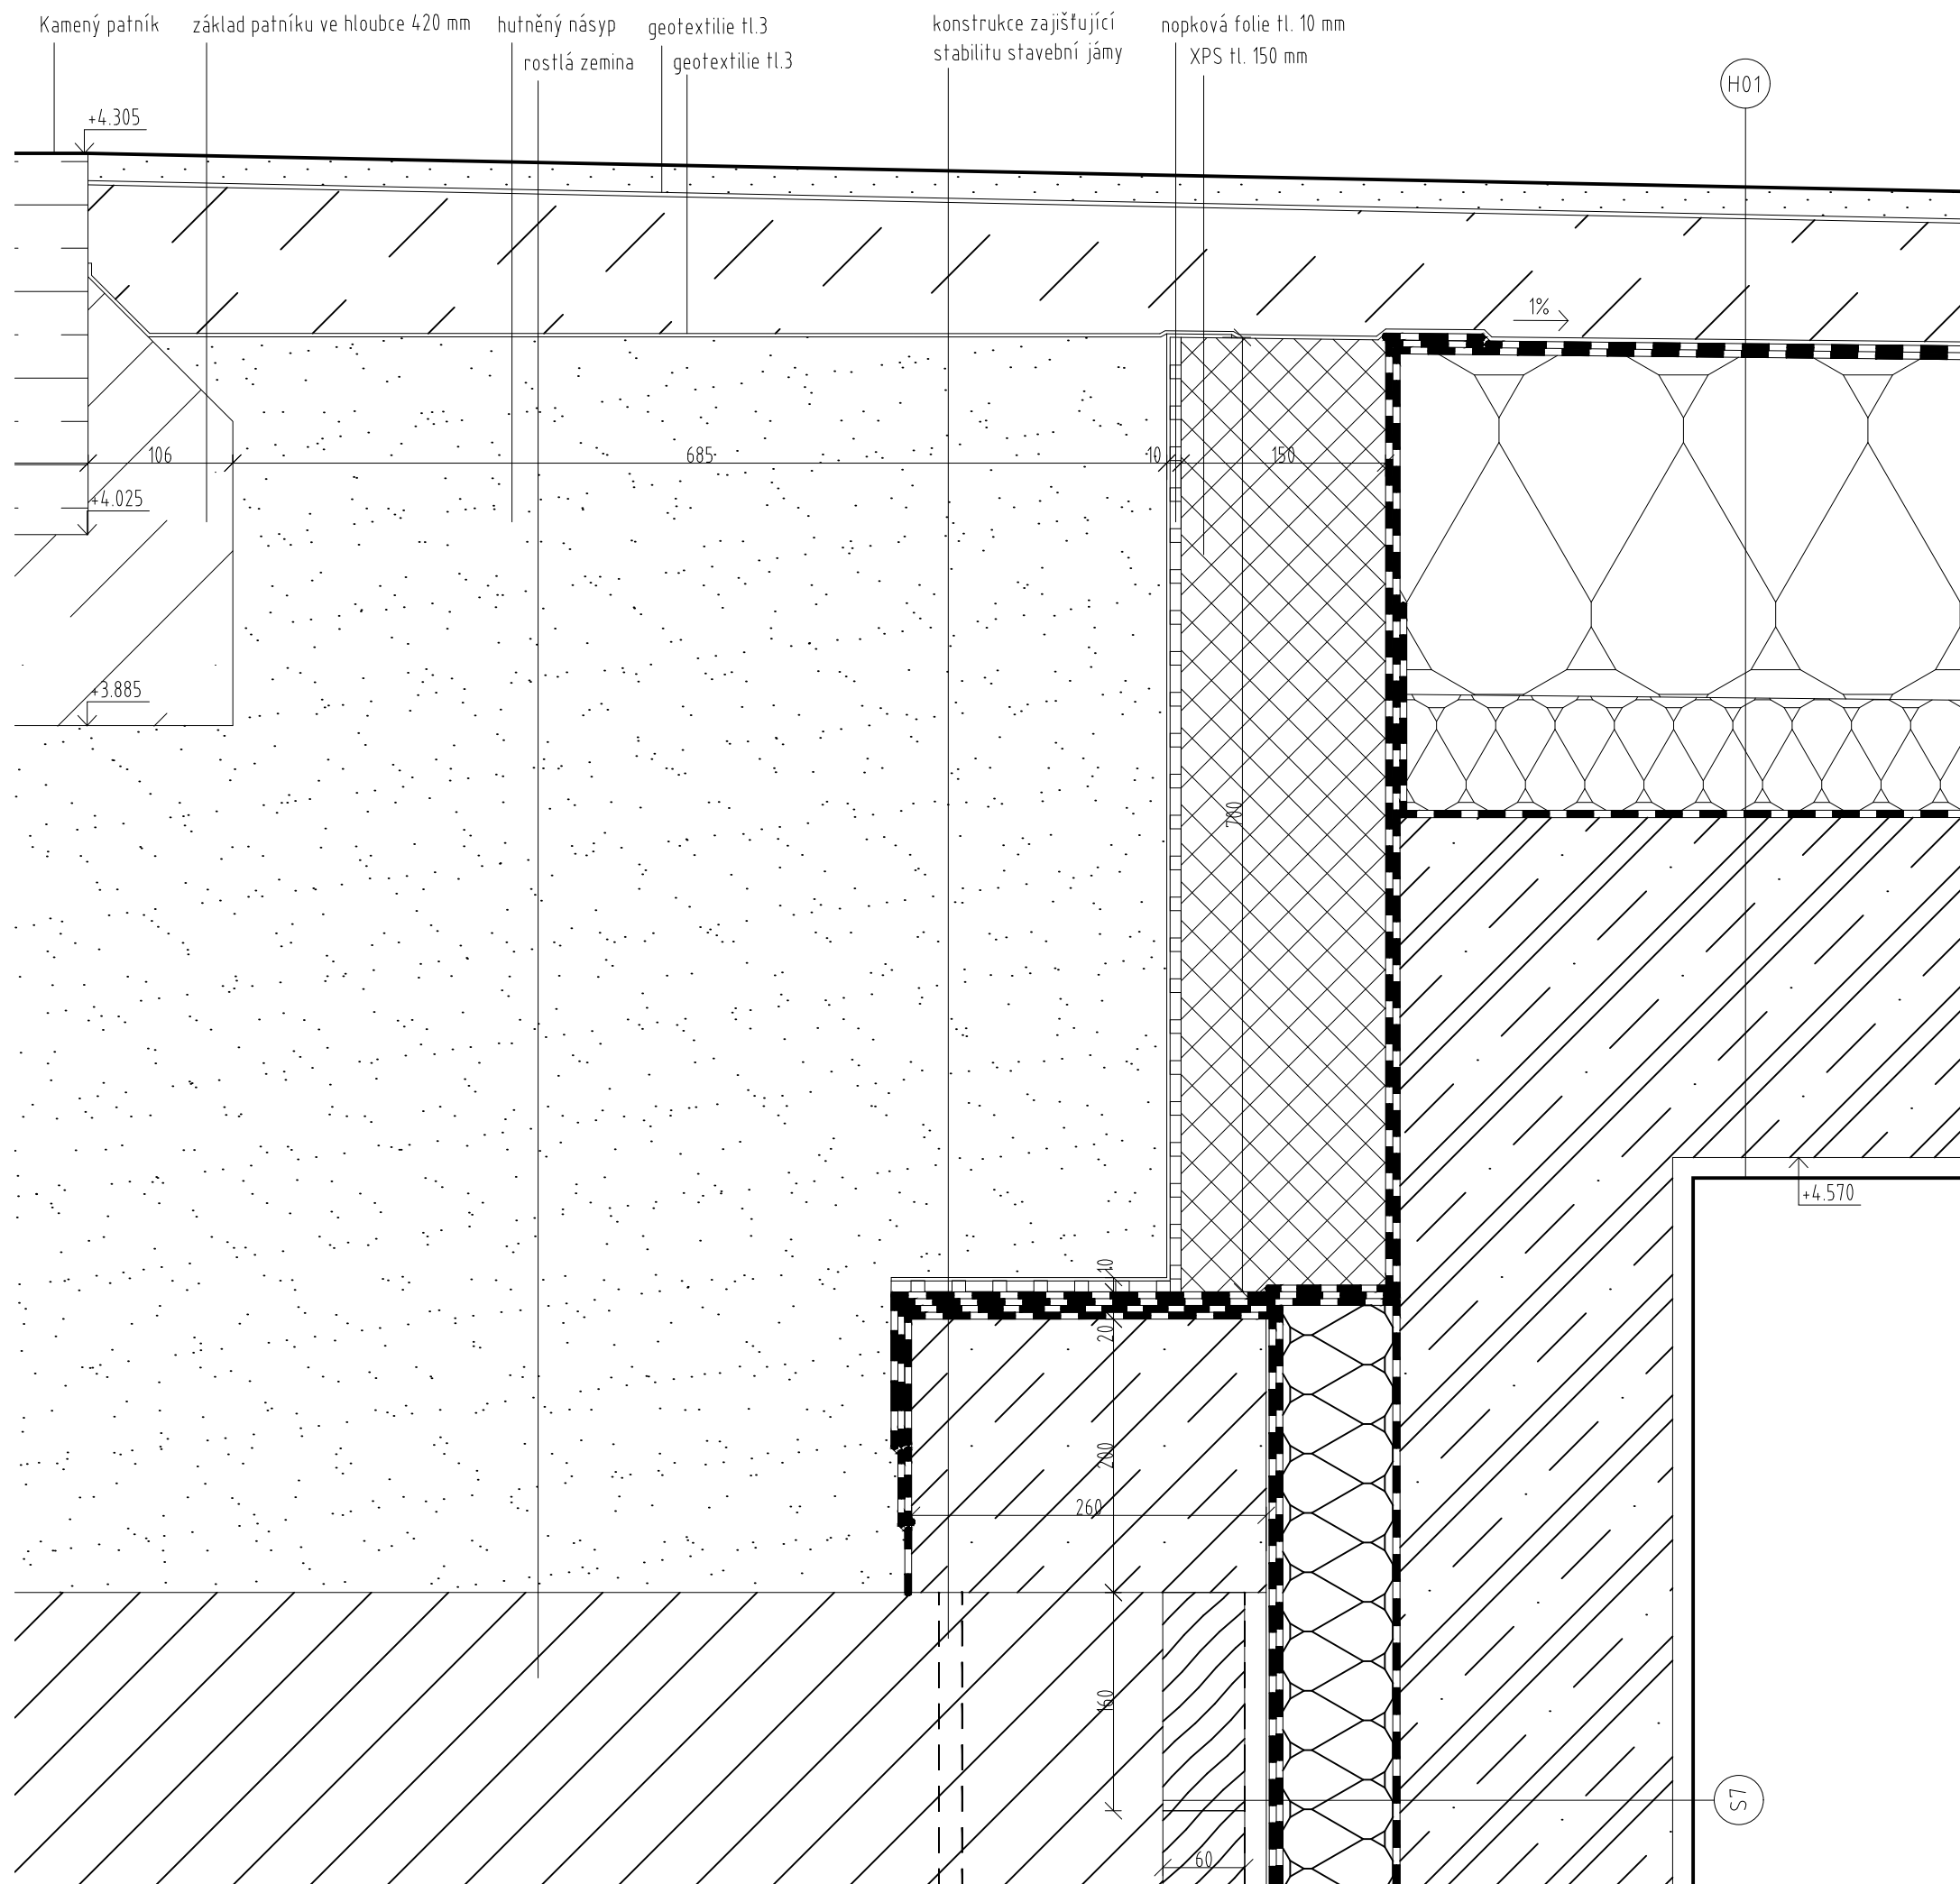 Kamený patník
základ patníku ve hloubce 420 mm
hutněný násyp
rostlá zemina
geotextilie tl.3
geotextilie tl.3
konstrukce zajišťující
stabilitu stavební jámy
nopková folie tl. 10 mm
XPS tl. 150 mm
H01
+4.305
1%
106
685
10
150
+4.025
+3.885
700
+4.570
10
20
200
260
160
60
S7